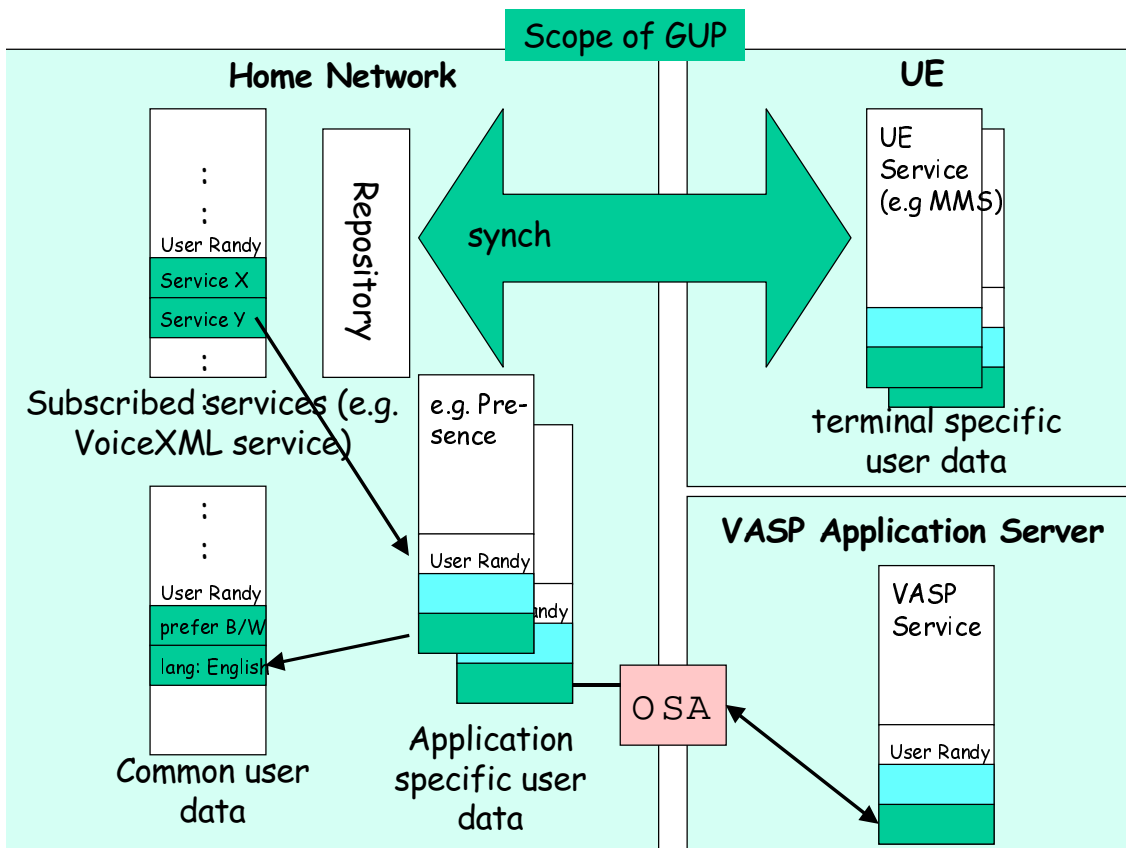 Scope of GUP
Home Network
:
:
User Randy
Service X
Service Y
:
:
Subscribed services (e.g.
VoiceXML service)
Repository
synch
:
:
User Randy
prefer B/W
lang: English
Common user
data
e.g. Pre-
sence
User Randy
andy
Application
specific user
data
OSA
UE
UE
Service
(e.g MMS)
terminal specific
user data
VASP Application Server
VASP
Service
User Randy